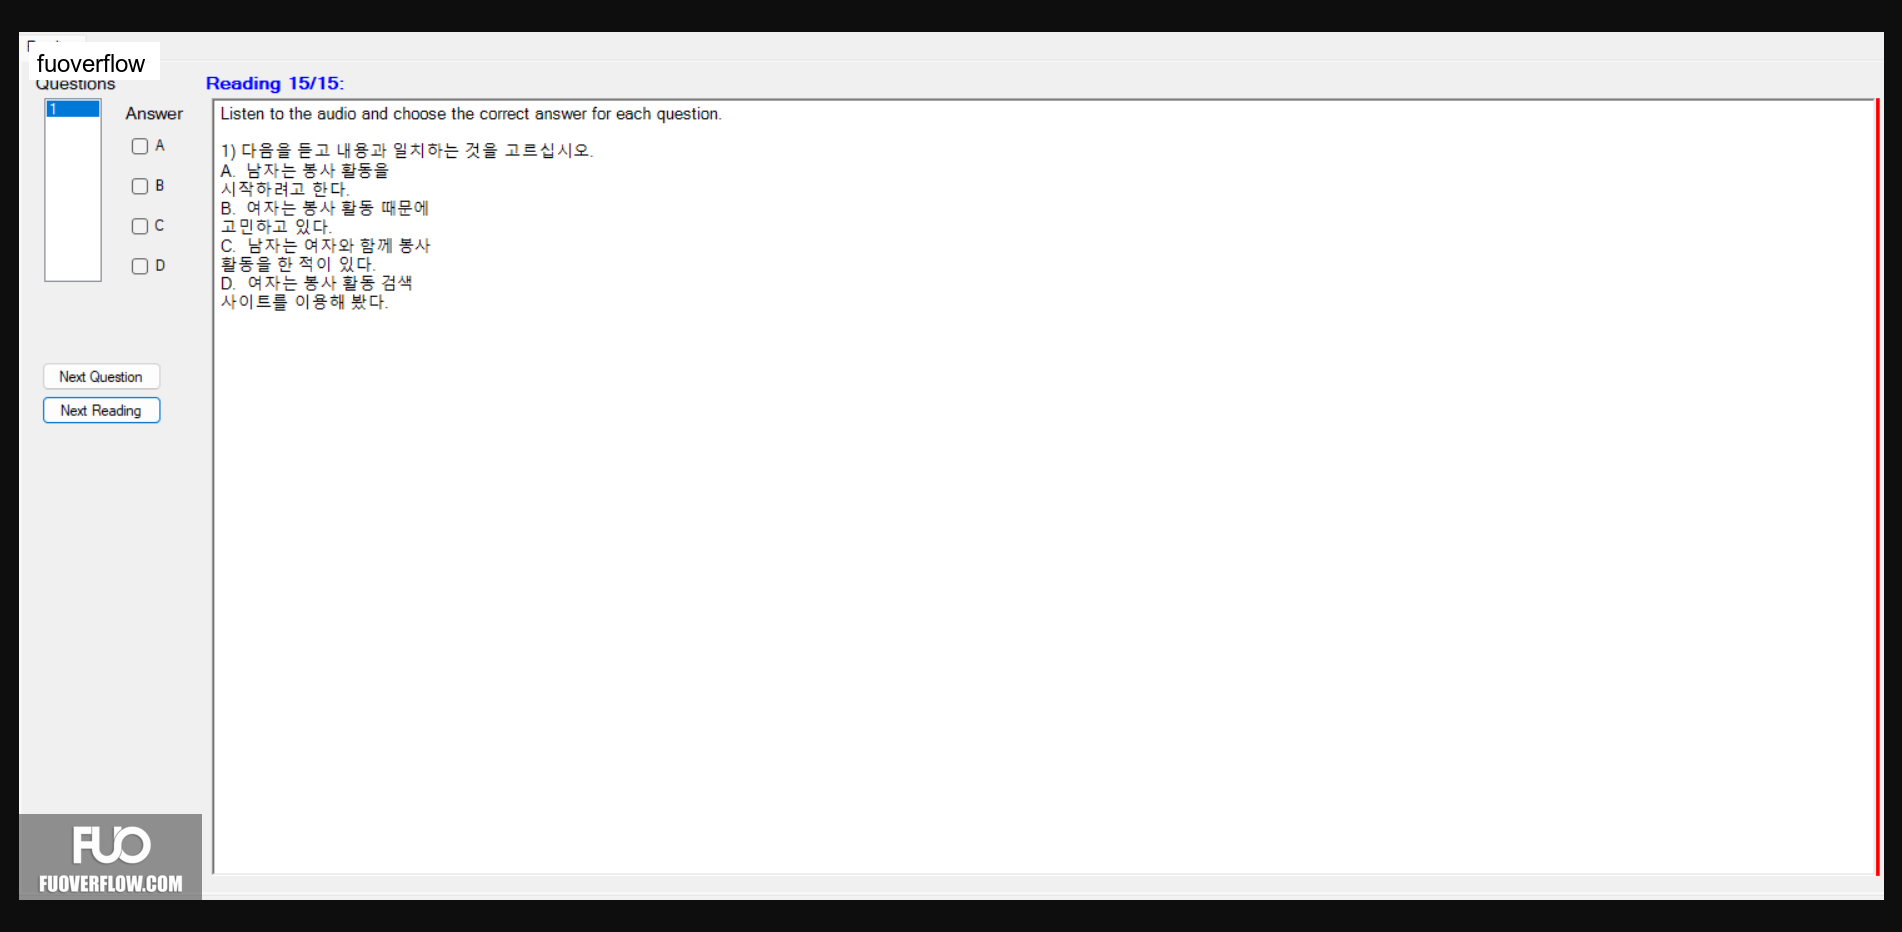 fuoverflow
Questions
Reading 15/15:
1
Answer
A
B
C
D
Next Question
Next Reading
Listen to the audio and choose the correct answer for each question.
1) 다음을 듣고 내용과 일치하는 것을 고르십시오.
A. 남자는 봉사 활동을
시작하려고 한다.
B. 여자는 봉사 활동 때문에
고민하고 있다.
C. 남자는 여자와 함께 봉사
활동을 한 적이 있다.
D. 여자는 봉사 활동 검색
사이트를 이용해 봤다.
FUO
FUOVERFLOW.COM